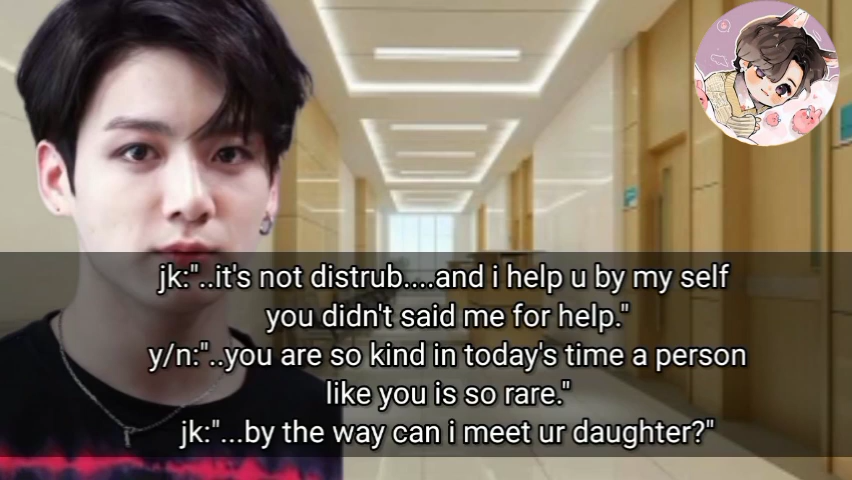 jk:"..it's not distrub....and i help u by my self
you didn't said me for help."
y/n:"..you are so kind in today's time a person
like you is so rare."
jk:"...by the way can i meet ur daughter?"